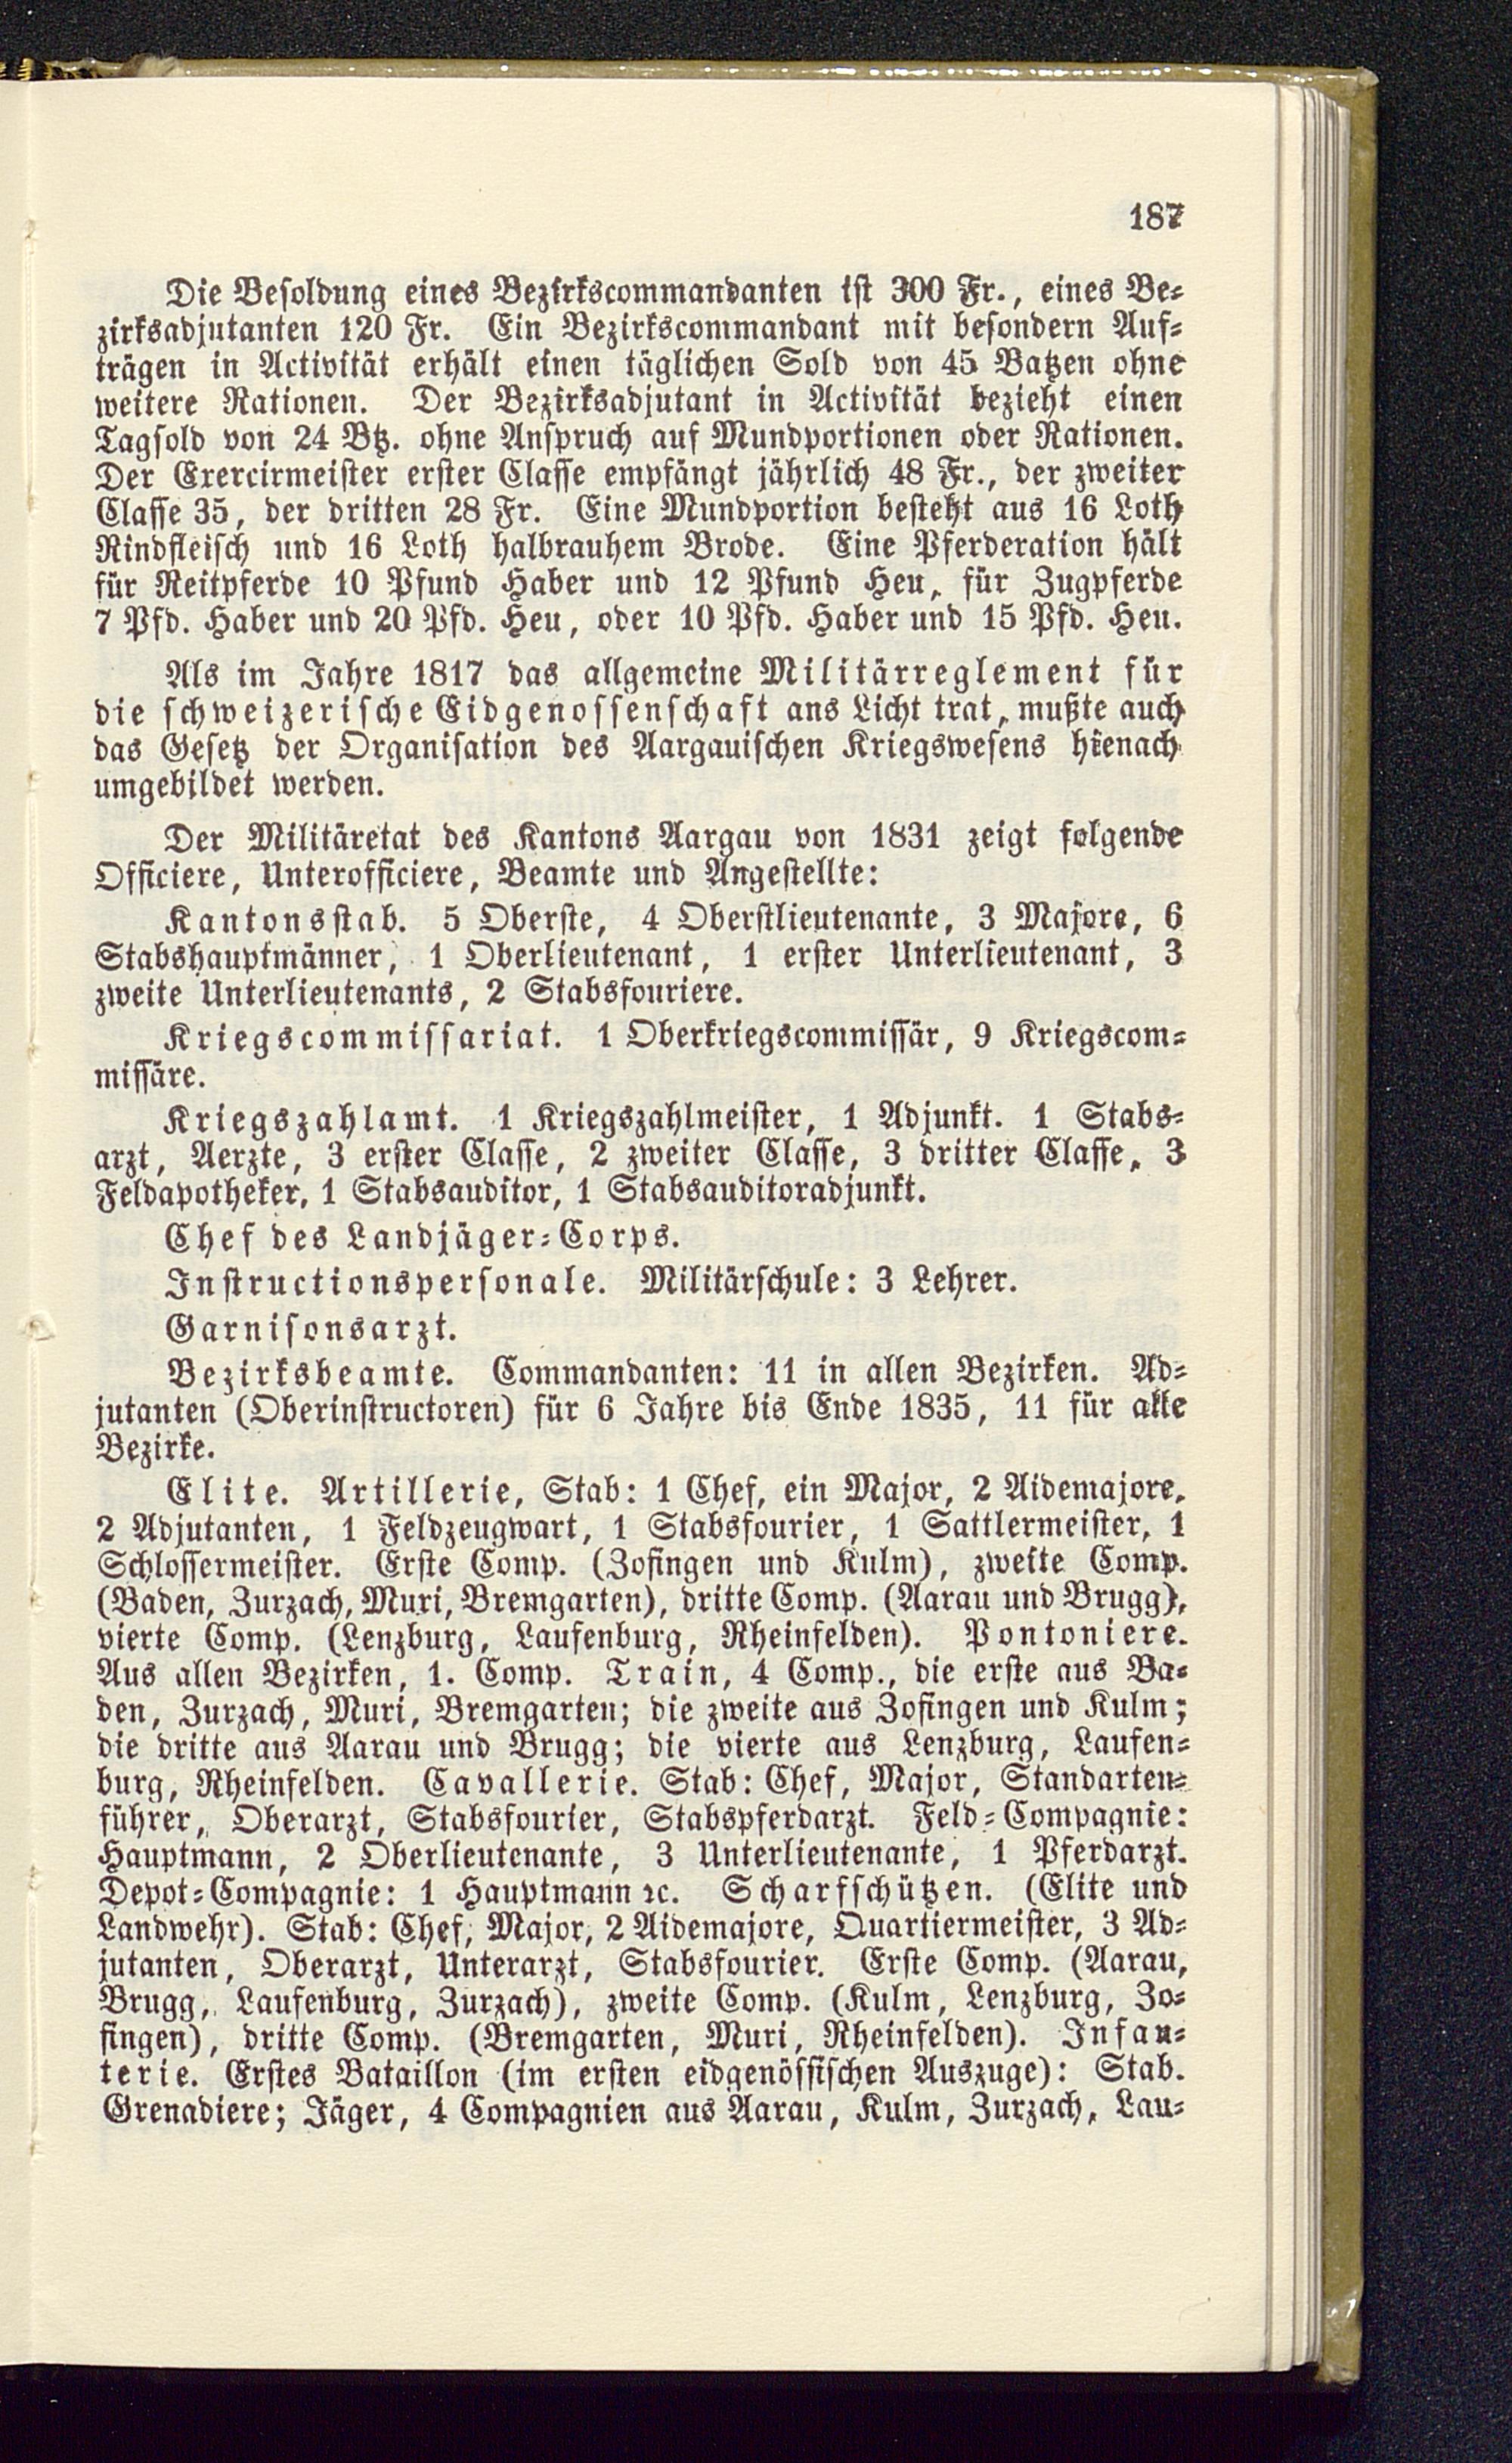 187
Die Besoldung eines Bezirkscommandanten ist 300 Fr., eines Be-
zirksadjutanten 120 Fr. Ein Bezirkscommandant mit besondern Auf-
trägen in Activität erhält einen täglichen Sold von 45 Batzen ohne
weitere Rationen. Der Bezirksadjutant in Activität bezieht einen
Tagsold von 24 Btz. ohne Anspruch auf Mundportionen oder Rationen.
Der Exercirmeister erster Classe empfängt jährlich 48 Fr., der zweiter
Classe 35, der dritten 28 Fr. Eine Mundportion besteht aus 16 Loth
Rindfleisch und 16 Loth halbrauhem Brode. Eine Pferderation hält
für Reitpferde 10 Pfund Haber und 12 Pfund Heu, für Zugpferde
7 Pfd. Haber und 20 Pfd. Heu, oder 10 Pfd. Haber und 15 Pfd. Heu.
Als im Jahre 1817 das allgemeine Militärreglement für
die schweizerische Eidgenossenschaft ans Licht trat, mußte auch
das Gesetz der Organisation des Aargauischen Kriegswesens hienach
umgebildet werden.
Der Militäretat des Kantons Aargau von 1831 zeigt folgende
Officiere, Unterofficiere, Beamte und Angestellte:
Kantonsstab. 5 Oberste, 4 Oberstlieutenante, 3 Majore, 6
Stabshauptmänner, 1 Oberlieutenant, 1 erster Unterlieutenant, 3
zweite Unterlieutenants, 2 Stabsfouriere.
Kriegscommissariat. 1 Oberkriegscommissär, 9 Kriegscom-
missäre.
Kriegszahlamt. 1 Kriegszahlmeister, 1 Adjunkt. 1 Stabs-
arzt, Aerzte, 3 erster Classe, 2 zweiter Classe, 3 dritter Classe, 3
Feldapotheker, 1 Stabsauditor, 1 Stabsauditoradjunkt.
Chef des Landjäger-Corps.
Instructionspersonale. Militärschule: 3 Lehrer.
Garnisonsarzt.
Bezirksbeamte. Commandanten: 11 in allen Bezirken. Ad-
jutanten (Oberinstructoren) für 6 Jahre bis Ende 1835, 11 für alle
Bezirke.
Elite. Artillerie, Stab: 1 Chef, ein Major, 2 Aidemajore,
2 Adjutanten, 1 Feldzeugwart, 1 Stabsfourier, 1 Sattlermeister, 1
Schlossermeister. Erste Comp. (Zofingen und Kulm), zweite Comp.
(Baden, Zurzach, Muri, Bremgarten), dritte Comp. (Aarau und Brugg),
vierte Comp. (Lenzburg, Laufenburg, Rheinfelden). Pontoniere.
Aus allen Bezirken, 1. Comp. Train, 4 Comp., die erste aus Ba-
den, Zurzach, Muri, Bremgarten; die zweite aus Zofingen und Kulm;
die dritte aus Aarau und Brugg; die vierte aus Lenzburg, Laufen-
burg, Rheinfelden. Cavallerie. Stab: Chef, Major, Standarten-
führer, Oberarzt, Stabsfourier, Stabspferdarzt. Feld-Compagnie:
Hauptmann, 2 Oberlieutenante, 3 Unterlieutenante, 1 Pferdarzt.
Depot-Compagnie: 1 Hauptmann ꝛc. Scharfschützen. (Elite und
Landwehr). Stab: Chef, Major, 2 Aidemajore, Quartiermeister, 3 Ad-
jutanten, Oberarzt, Unterarzt, Stabsfourier. Erste Comp. (Aarau,
Brugg, Laufenburg, Zurzach), zweite Comp. (Kulm, Lenzburg, Zo-
fingen), dritte Comp. (Bremgarten, Muri, Rheinfelden). Infan-
terie. Erstes Bataillon (im ersten eidgenössischen Auszuge): Stab.
Grenadiere; Jäger, 4 Compagnien aus Aarau, Kulm, Zurzach, Lau-